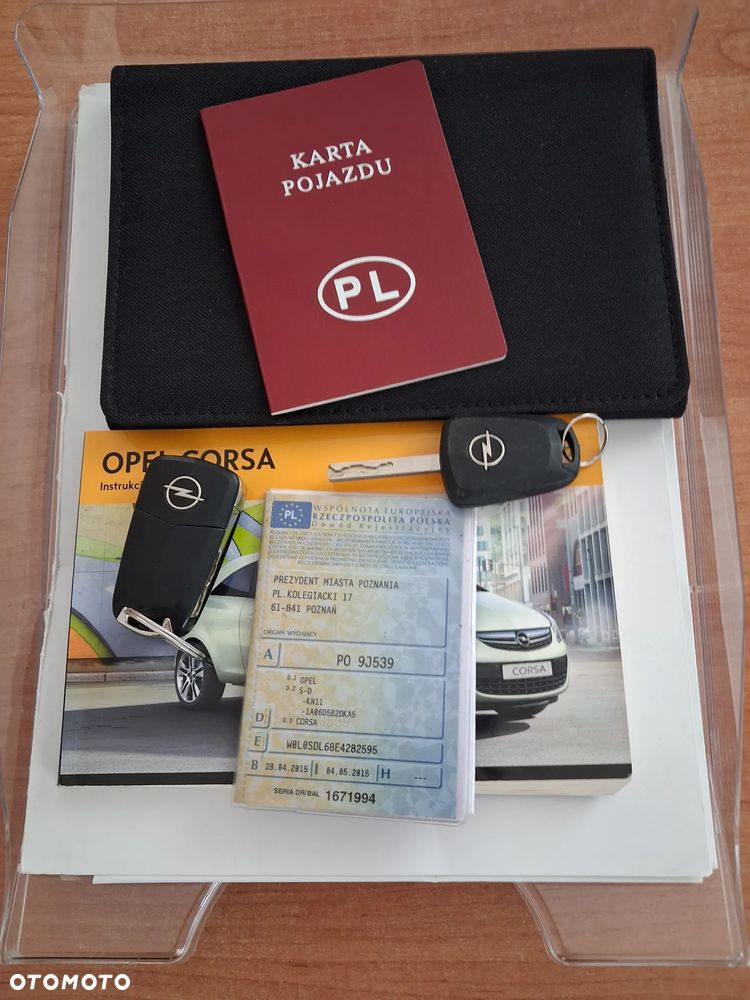 KARTA
POJAZDU
PL
OPEL CORSA
PL
WSPÓLNOTA EUROPEJSKA
RZECZPOSPOLITA POLSKA
Dowód Rejestracyjny
PREZYDENT MIASTA POZNANIA
PL.KOLEGIACKI 17
61-841 POZNAŃ
ORGAN WYDAJĄCY
A PO 9J539
D.1 OPEL
D.2 S-D
-KN11
-1A06D5B2DKA5
D D.3 CORSA
E W0L0SDL68E4282595
B 28.04.2015 I 04.05.2015 H ---
SERIA DR/BAL 1671994
CORSA
OTOMOTO